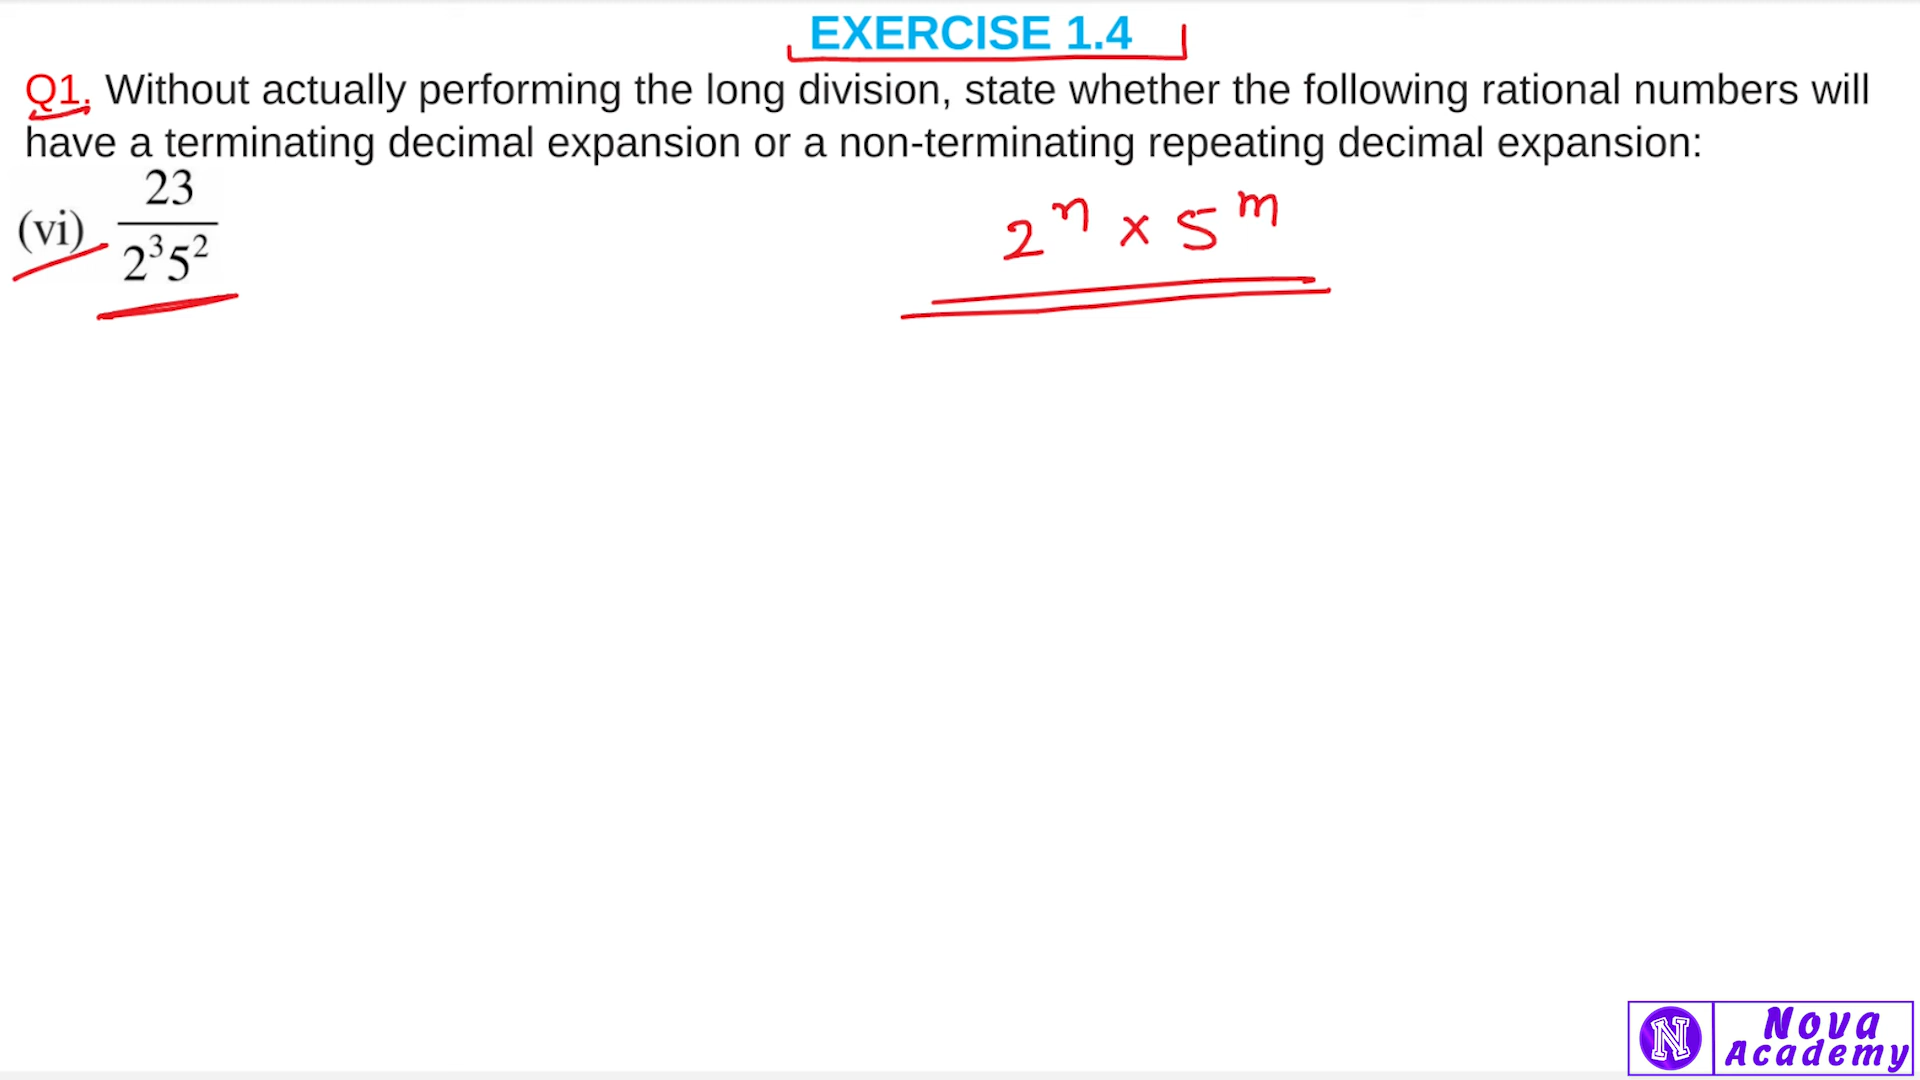 EXERCISE 1.4
Q1. Without actually performing the long division, state whether the following rational numbers will
have a terminating decimal expansion or a non-terminating repeating decimal expansion:
(vi) 23
2³5²
2ⁿ × 5ᵐ
N Nova
Academy